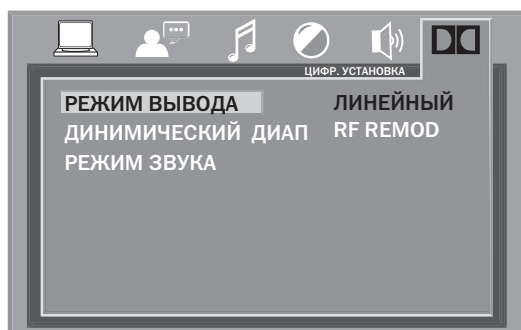 ЦИФР. УСТАНОВКА
РЕЖИМ ВЫВОДА ЛИНЕЙНЫЙ
ДИНИМИЧЕСКИЙ ДИАП RF REMOD
РЕЖИМ ЗВУКА